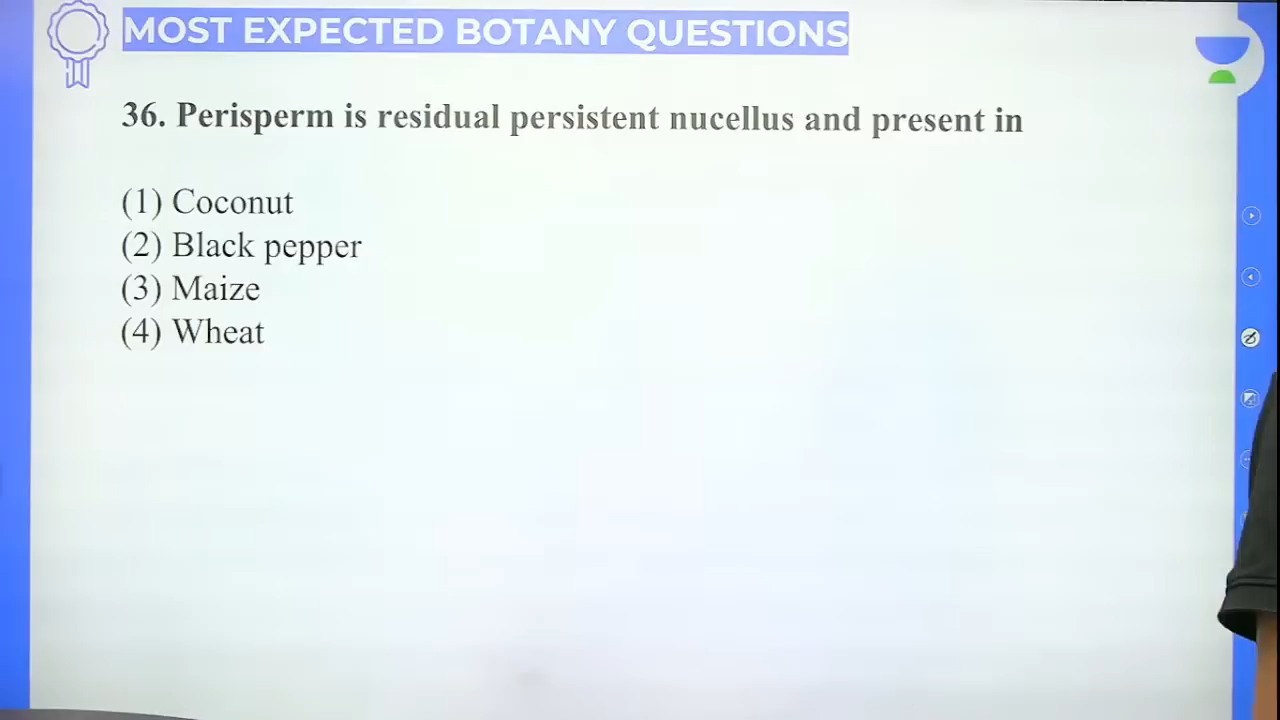 MOST EXPECTED BOTANY QUESTIONS
36. Perisperm is residual persistent nucellus and present in
(1) Coconut
(2) Black pepper
(3) Maize
(4) Wheat